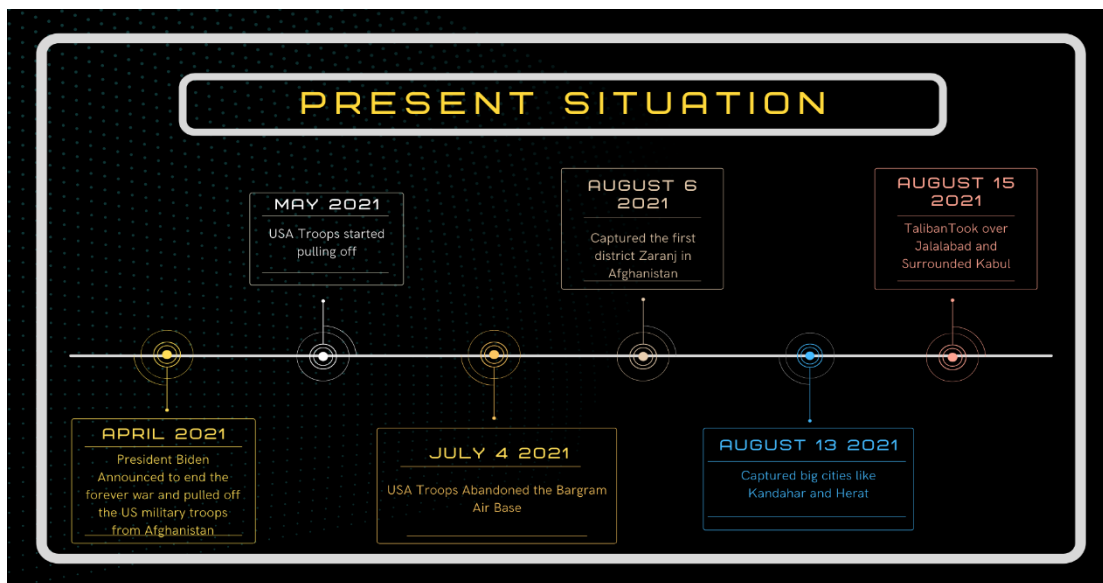 PRESENT SITUATION
APRIL 2021
President Biden
Announced to end the
forever war and pulled off
the US military troops
from Afghanistan
MAY 2021
USA Troops started
pulling off
JULY 4 2021
USA Troops Abandoned the Bargram
Air Base
AUGUST 6
2021
Captured the first
district Zaranj in
Afghanistan
AUGUST 13 2021
Captured big cities like
Kandahar and Herat
AUGUST 15
2021
TalibanTook over
Jalalabad and
Surrounded Kabul